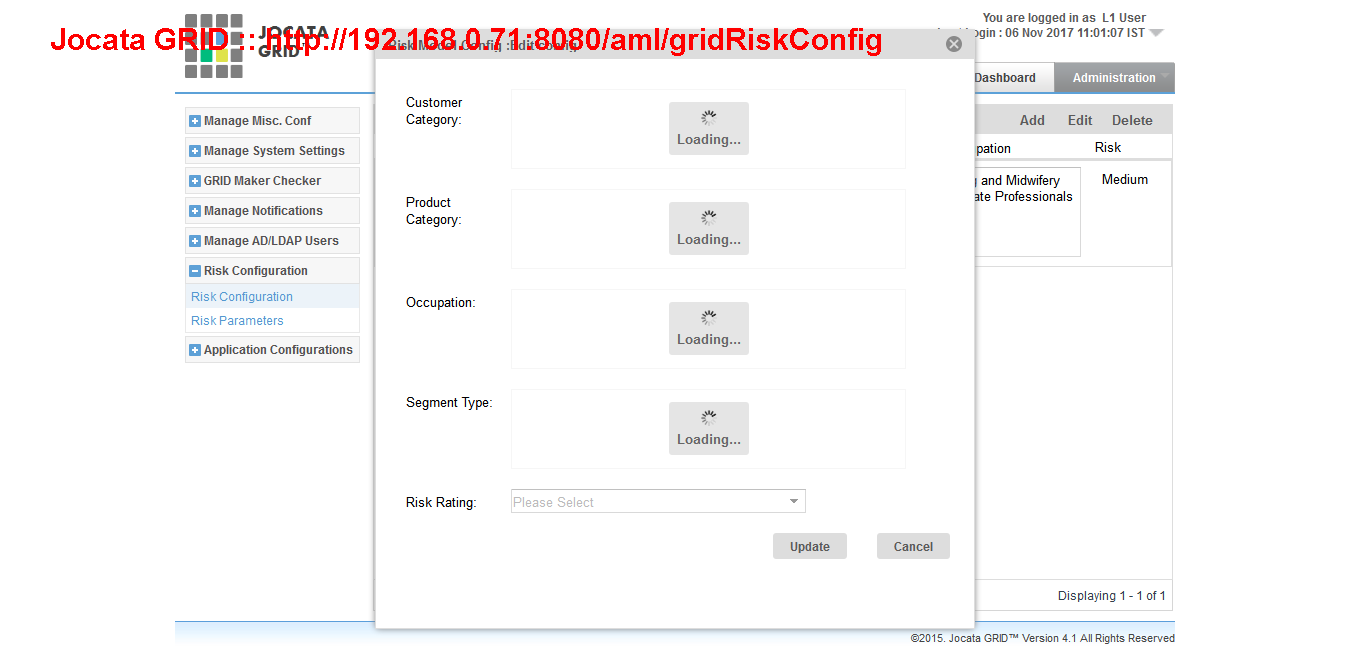 You are logged in as L1 User
Jocata GRID :: http://192.168.0.71:8080/aml/gridRiskConfig
JOCATA
GRID™
ogin : 06 Nov 2017 11:01:07 IST
Risk Model Config :Edit config
Dashboard
Administration
Manage Misc. Conf
Manage System Settings
GRID Maker Checker
Manage Notifications
Manage AD/LDAP Users
Risk Configuration
Risk Configuration
Risk Parameters
Application Configurations
Customer
Category:
Loading...
Product
Category:
Loading...
Occupation:
Loading...
Segment Type:
Loading...
Risk Rating:
Please Select
Update
Cancel
Add
Edit
Delete
pation
Risk
and Midwifery
ate Professionals
Medium
Displaying 1 - 1 of 1
©2015. Jocata GRID™ Version 4.1 All Rights Reserved